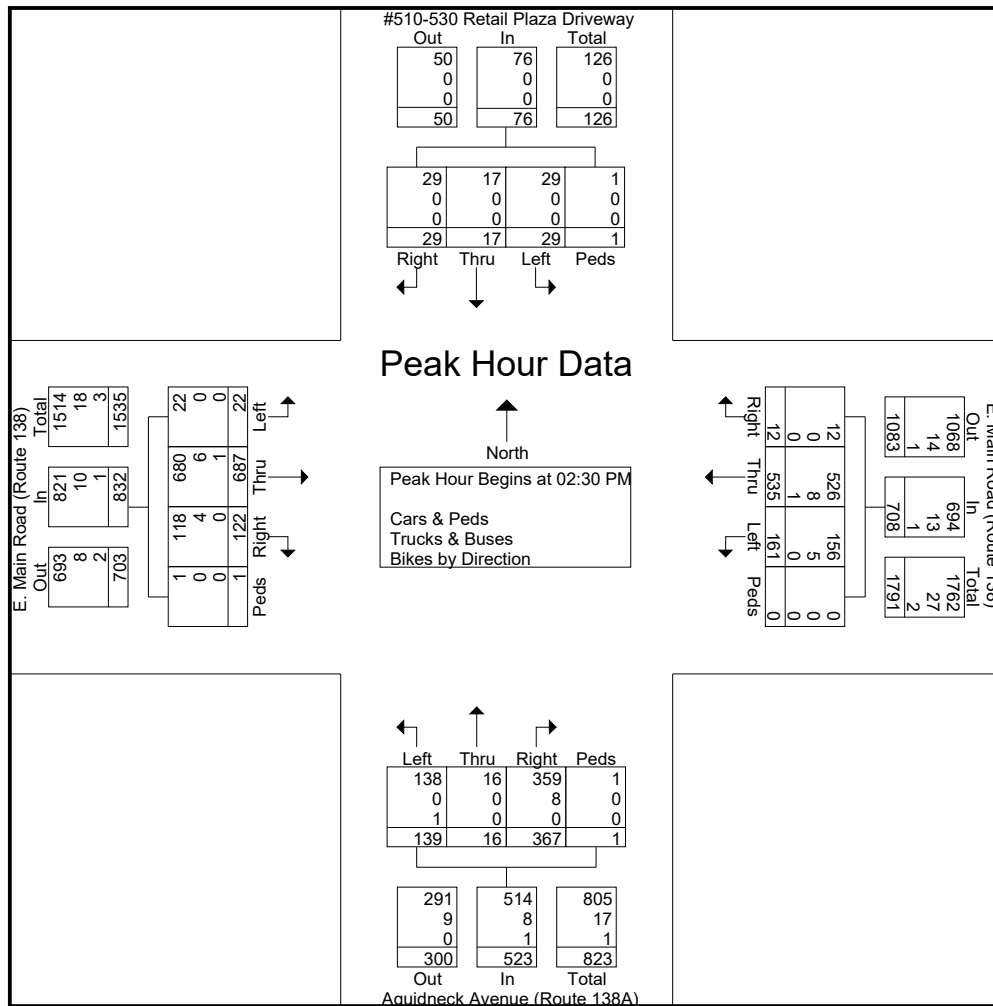 #510-530 Retail Plaza Driveway
Out In Total
50 76 126
0 0 0
0 0 0
50 76 126
29 17 29 1
0 0 0 0
0 0 0 0
29 17 29 1
Right Thru Left Peds
Peak Hour Data
North
Peak Hour Begins at 02:30 PM
Cars & Peds
Trucks & Buses
Bikes by Direction
E. Main Road (Route 138)
Out In Total
693 821 1514
8 10 18
2 1 3
703 832 1535
1 118 680 22
0 4 6 0
0 0 1 0
1 122 687 22
Peds Right Thru Left
E. Main Road (Route 138)
Out In Total
1068 694 1762
14 13 27
1 1 2
1083 708 1791
12 526 156 0
0 8 5 0
0 1 0 0
12 535 161 0
Right Thru Left Peds
Left Thru Right Peds
138 16 359 1
0 0 8 0
1 0 0 0
139 16 367 1
291 514 805
9 8 17
0 1 1
300 523 823
Out In Total
Aquidneck Avenue (Route 138A)